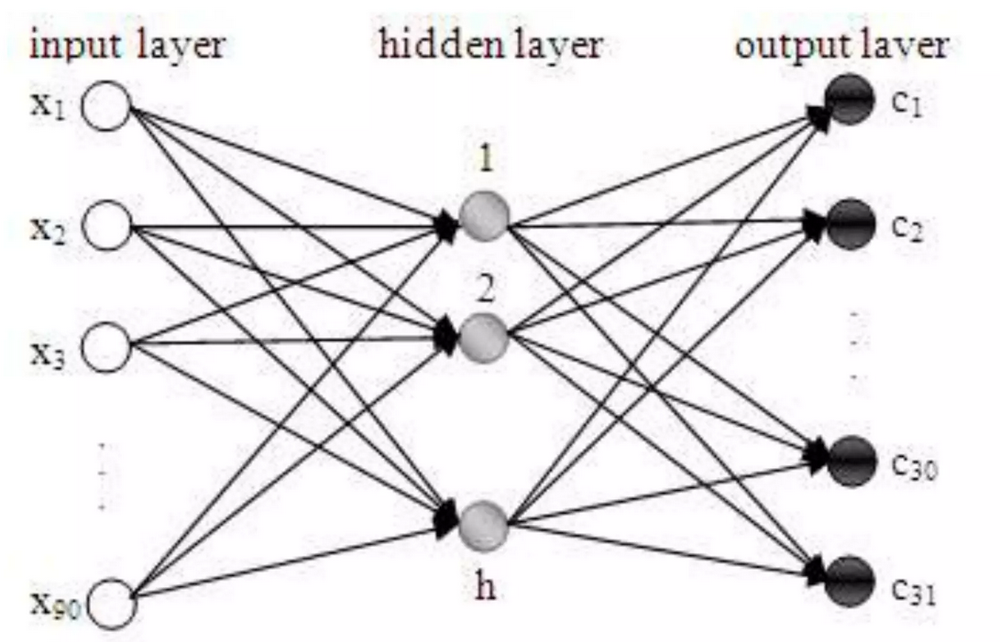 input layer hidden layer output layer
x1 c1
1
x2 c2
2
x3
c30
x90 h c31